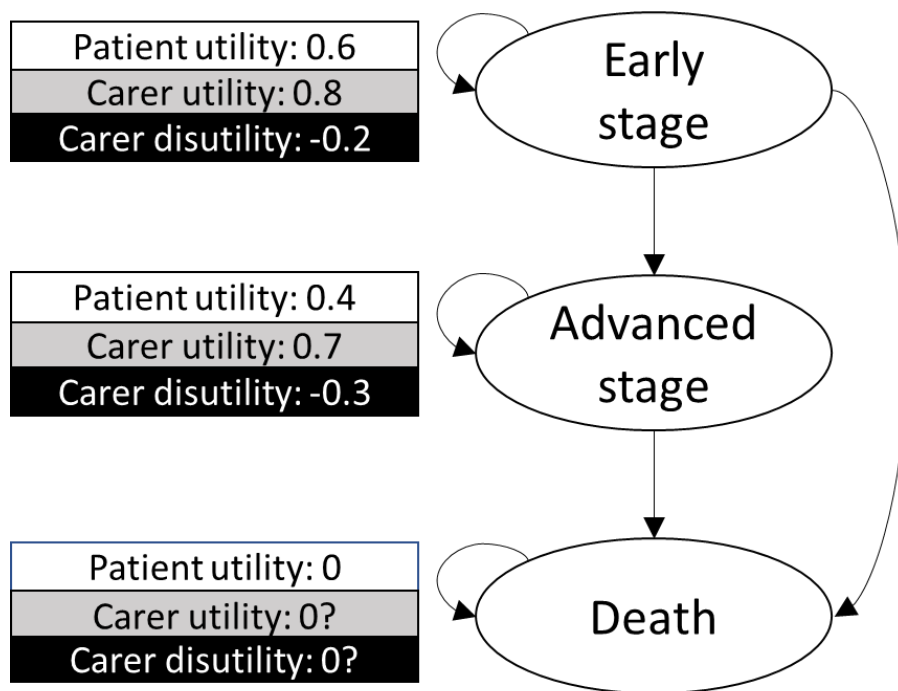 Patient utility: 0.6
Carer utility: 0.8
Carer disutility: -0.2
Early
stage
Patient utility: 0.4
Carer utility: 0.7
Carer disutility: -0.3
Advanced
stage
Patient utility: 0
Carer utility: 0?
Carer disutility: 0?
Death